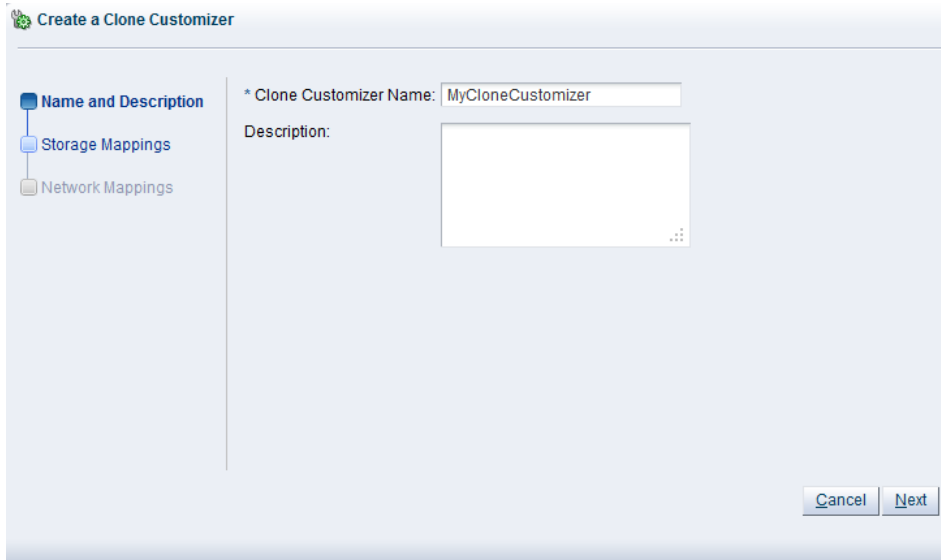 Create a Clone Customizer
Name and Description
Storage Mappings
Network Mappings
* Clone Customizer Name: MyCloneCustomizer
Description:
Cancel Next